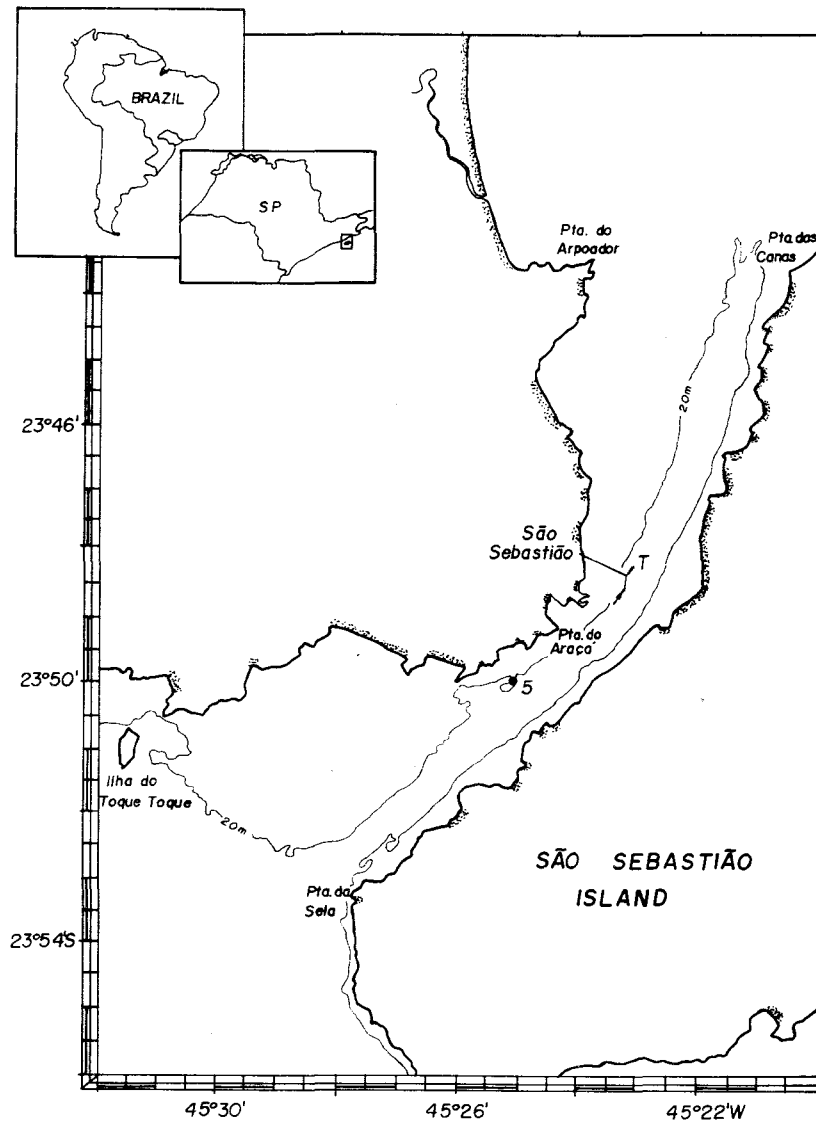 BRAZIL
SP
Pta. do
Arpoador
Pta. das
Canas
20m
23°46'
São
Sebastião
T
Pta. do
Araçá
23°50'
5
Ilha do
Toque Toque
20m
SÃO SEBASTIÃO
ISLAND
Pta. da
Sela
23°54'S
45°30'
45°26'
45°22'W